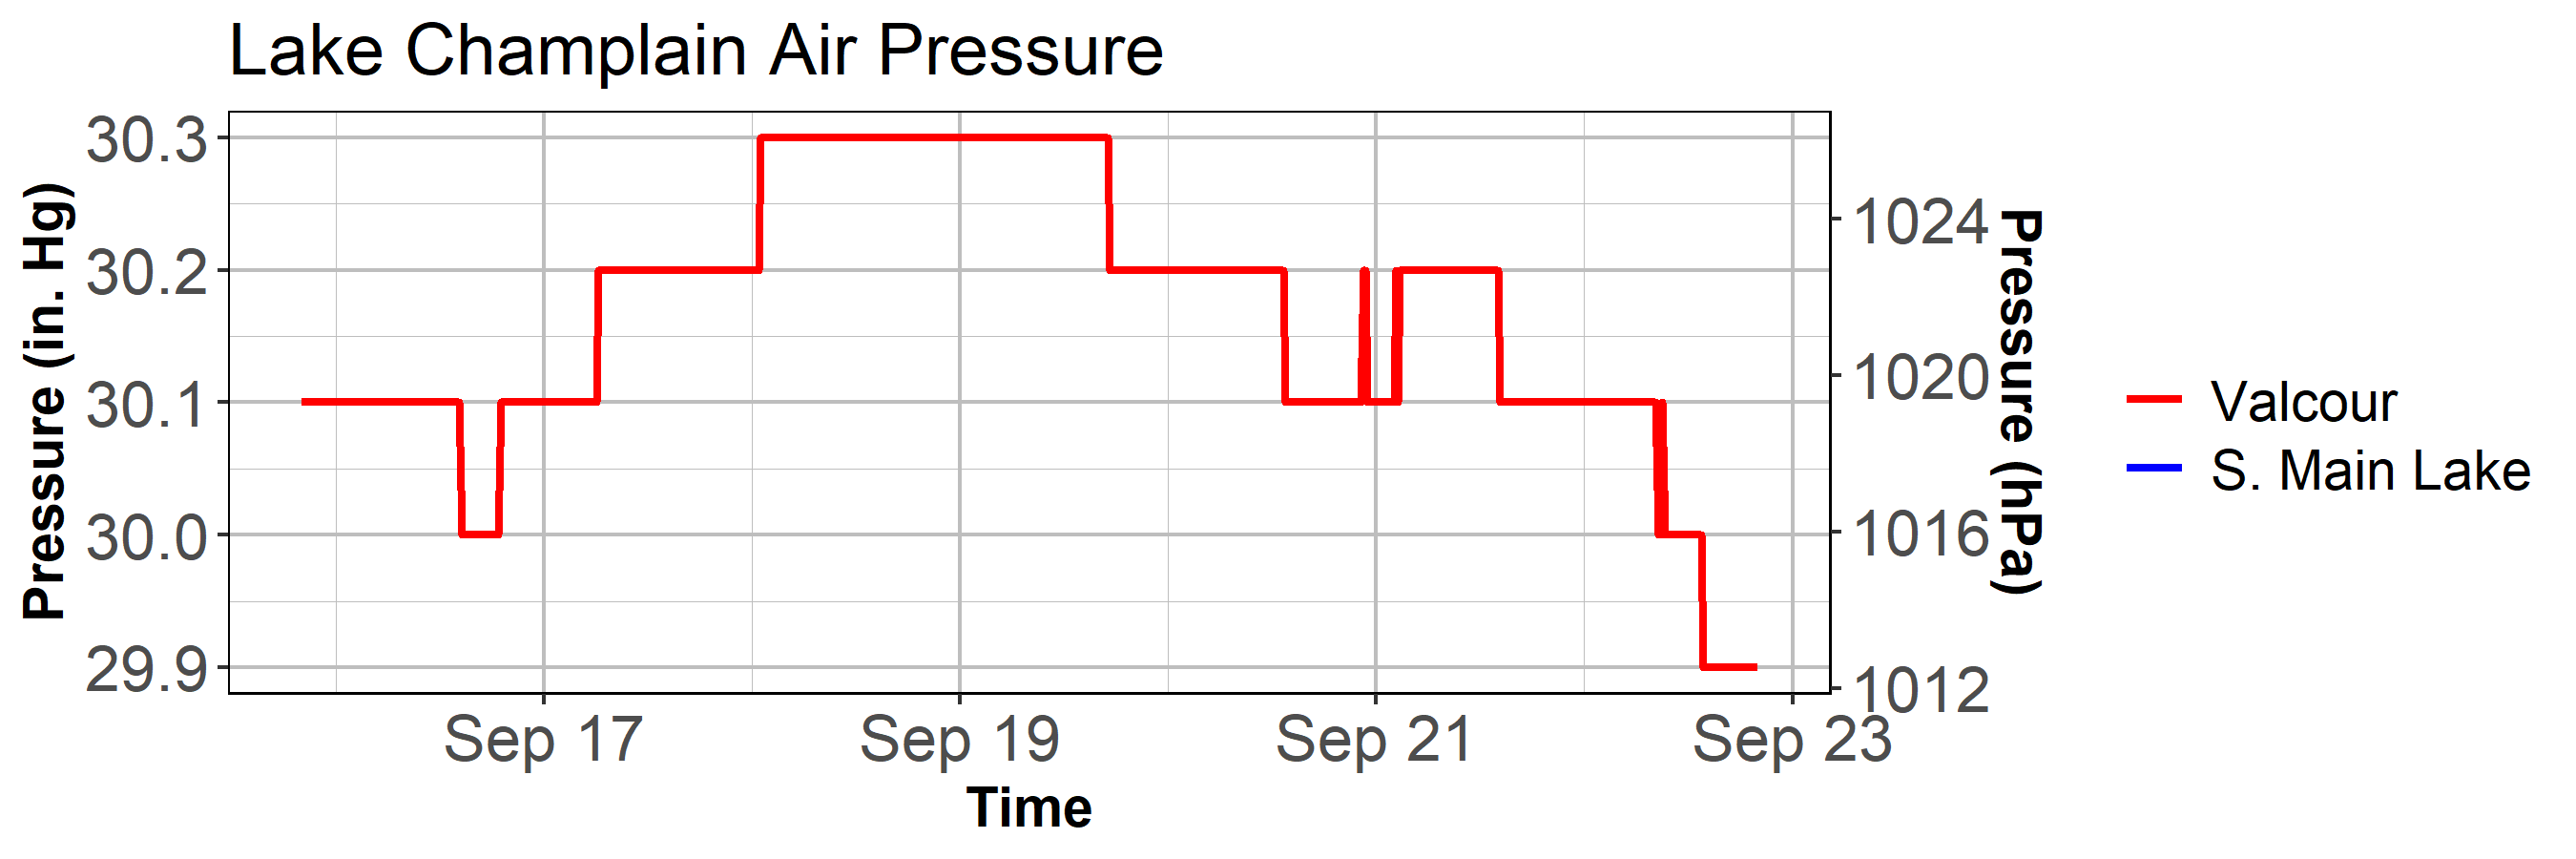 Lake Champlain Air Pressure
Pressure (in. Hg)
30.3
30.2
30.1
30.0
29.9
1024
1020
1016
1012
Pressure (hPa)
Sep 17
Sep 19
Sep 21
Sep 23
Time
Valcour
S. Main Lake